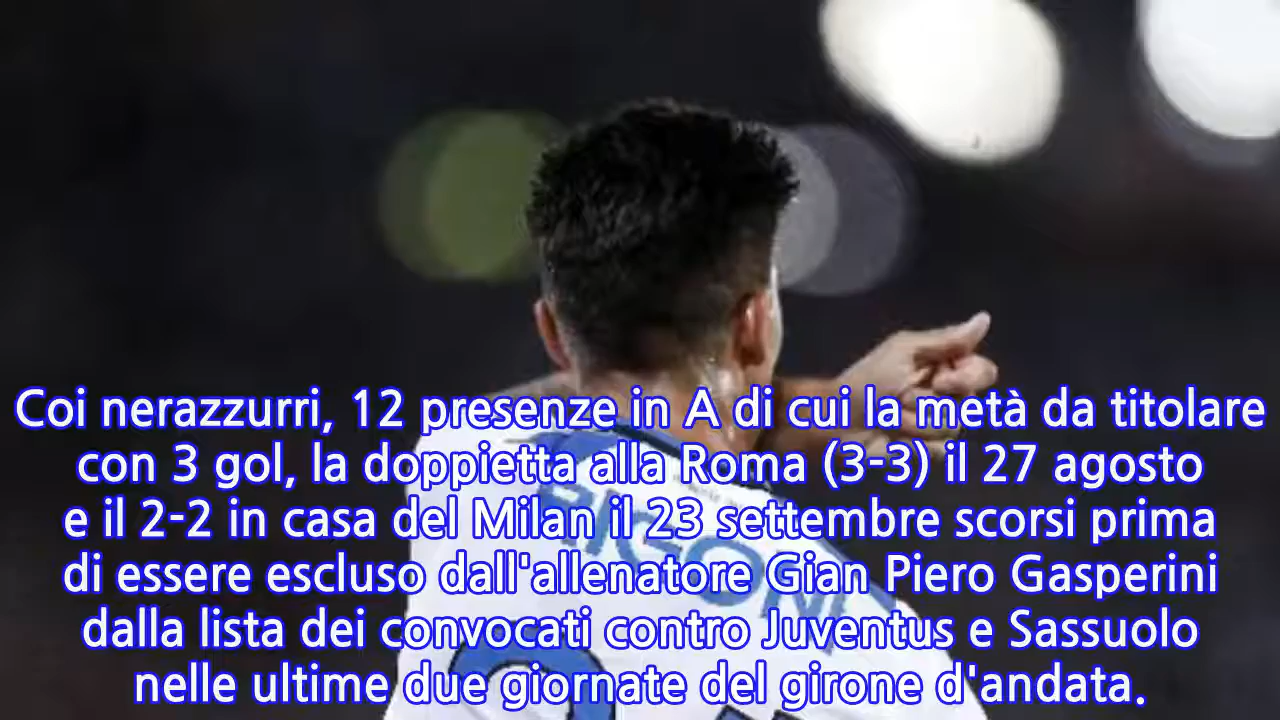 Coi nerazzurri, 12 presenze in A di cui la metà da titolare
con 3 gol, la doppietta alla Roma (3-3) il 27 agosto
e il 2-2 in casa del Milan il 23 settembre scorsi prima
di essere escluso dall'allenatore Gian Piero Gasperini
dalla lista dei convocati contro Juventus e Sassuolo
nelle ultime due giornate del girone d'andata.